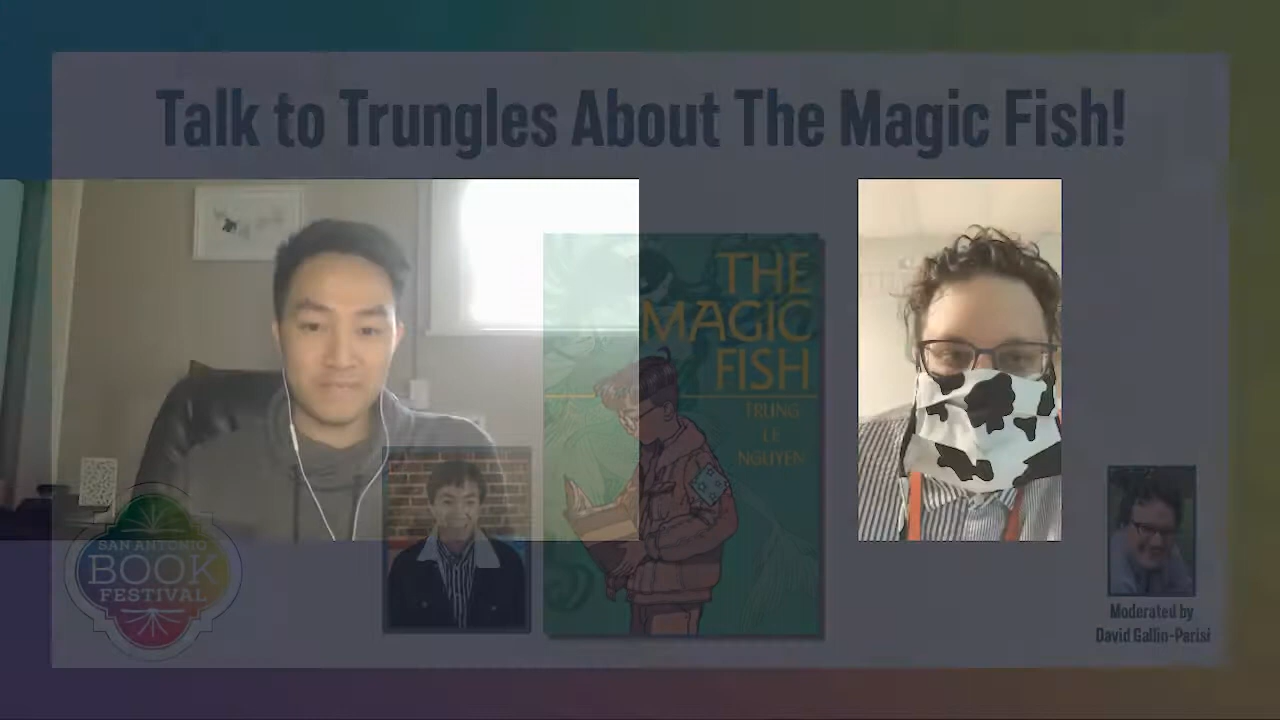 Talk to Trungles About The Magic Fish!
THE
MAGIC
FISH
TRUNG
LE
NGUYEN
SAN ANTONIO
BOOK
FESTIVAL
Moderated by
David Gallin-Parisi